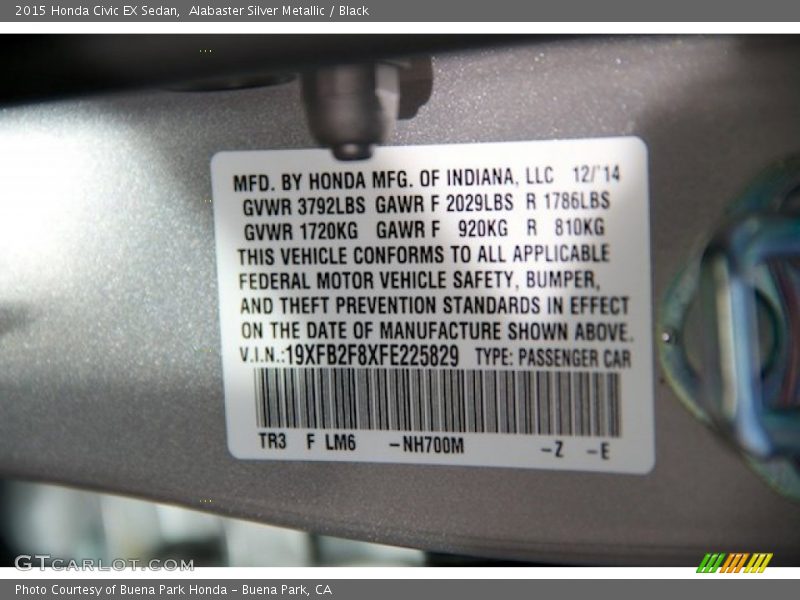 2015 Honda Civic EX Sedan,  Alabaster Silver Metallic / Black
MFD. BY HONDA MFG. OF INDIANA, LLC 12/'14
GVWR 3792LBS GAWR F 2029LBS R 1786LBS
GVWR 1720KG GAWR F 920KG R 810KG
THIS VEHICLE CONFORMS TO ALL APPLICABLE
FEDERAL MOTOR VEHICLE SAFETY, BUMPER,
AND THEFT PREVENTION STANDARDS IN EFFECT
ON THE DATE OF MANUFACTURE SHOWN ABOVE.
V.I.N.:19XFB2F8XFE225829 TYPE: PASSENGER CAR
TR3 F LM6 -NH700M -Z -E
GTCARLOT.COM
Photo Courtesy of Buena Park Honda - Buena Park, CA